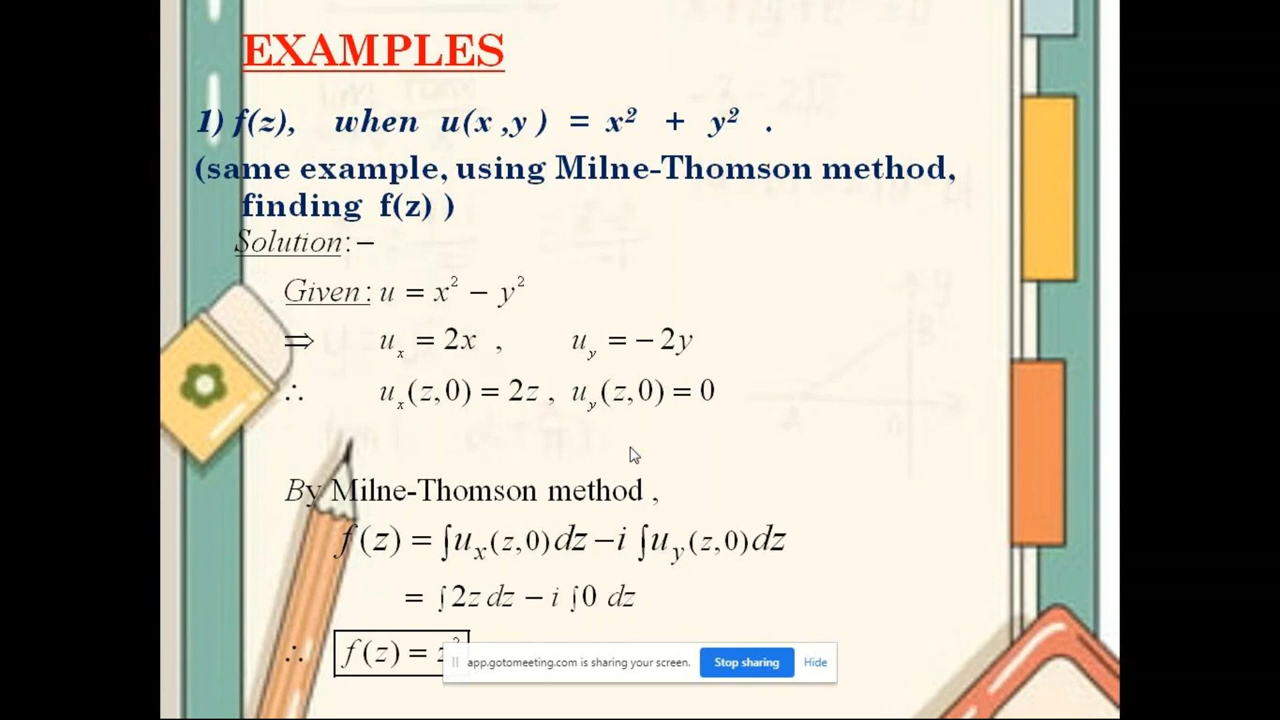 EXAMPLES
1) f(z), when u(x ,y ) = x² + y² .
(same example, using Milne-Thomson method,
finding f(z) )
Solution:−
Given: u = x² − y²
⇒ uₓ = 2x , u_y = − 2y
∴ uₓ(z,0) = 2z , u_y(z,0) = 0
By Milne-Thomson method ,
f(z) = ∫uₓ(z,0)dz − i ∫u_y(z,0)dz
= ∫2z dz − i ∫0 dz
∴ f(z) = z²
app.gotomeeting.com is sharing your screen. Stop sharing Hide